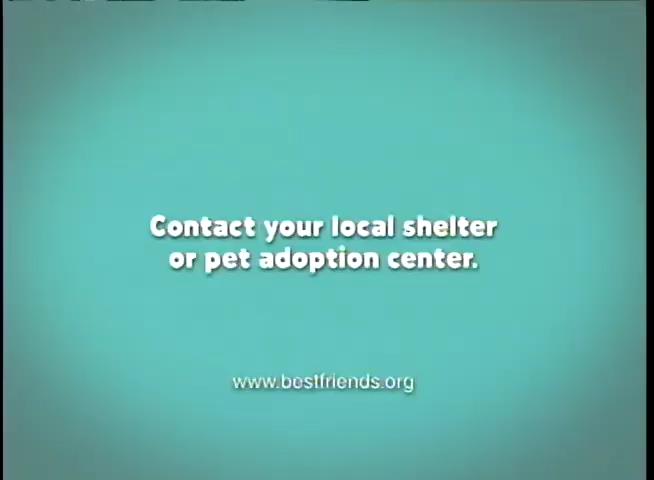 Contact your local shelter
or pet adoption center.
www.bestfriends.org